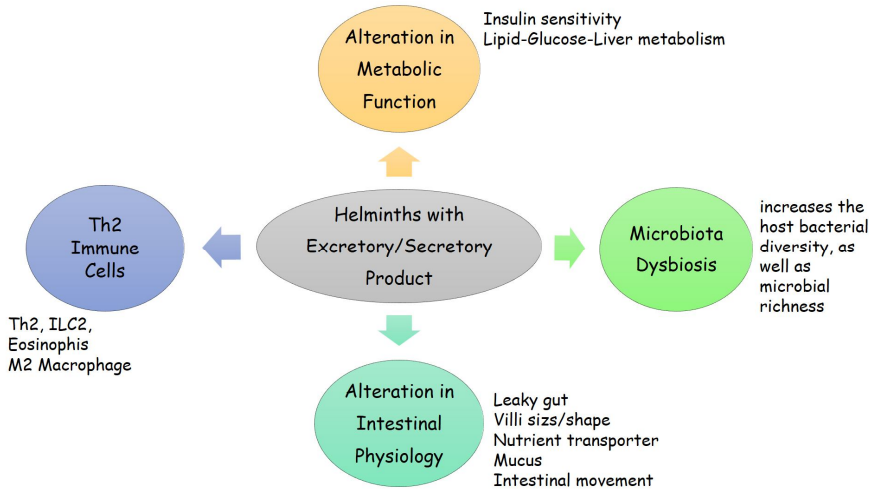 Alteration in
Metabolic
Function
Insulin sensitivity
Lipid-Glucose-Liver metabolism
Th2
Immune
Cells
Th2, ILC2,
Eosinophis
M2 Macrophage
Helminths with
Excretory/Secretory
Product
Microbiota
Dysbiosis
increases the
host bacterial
diversity, as
well as
microbial
richness
Alteration in
Intestinal
Physiology
Leaky gut
Villi sizs/shape
Nutrient transporter
Mucus
Intestinal movement